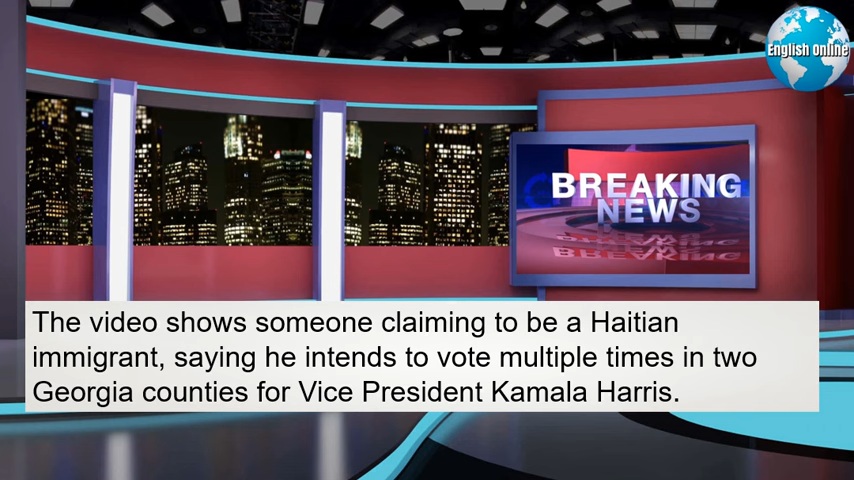 English online
BREAKING
NEWS
The video shows someone claiming to be a Haitian
immigrant, saying he intends to vote multiple times in two
Georgia counties for Vice President Kamala Harris.